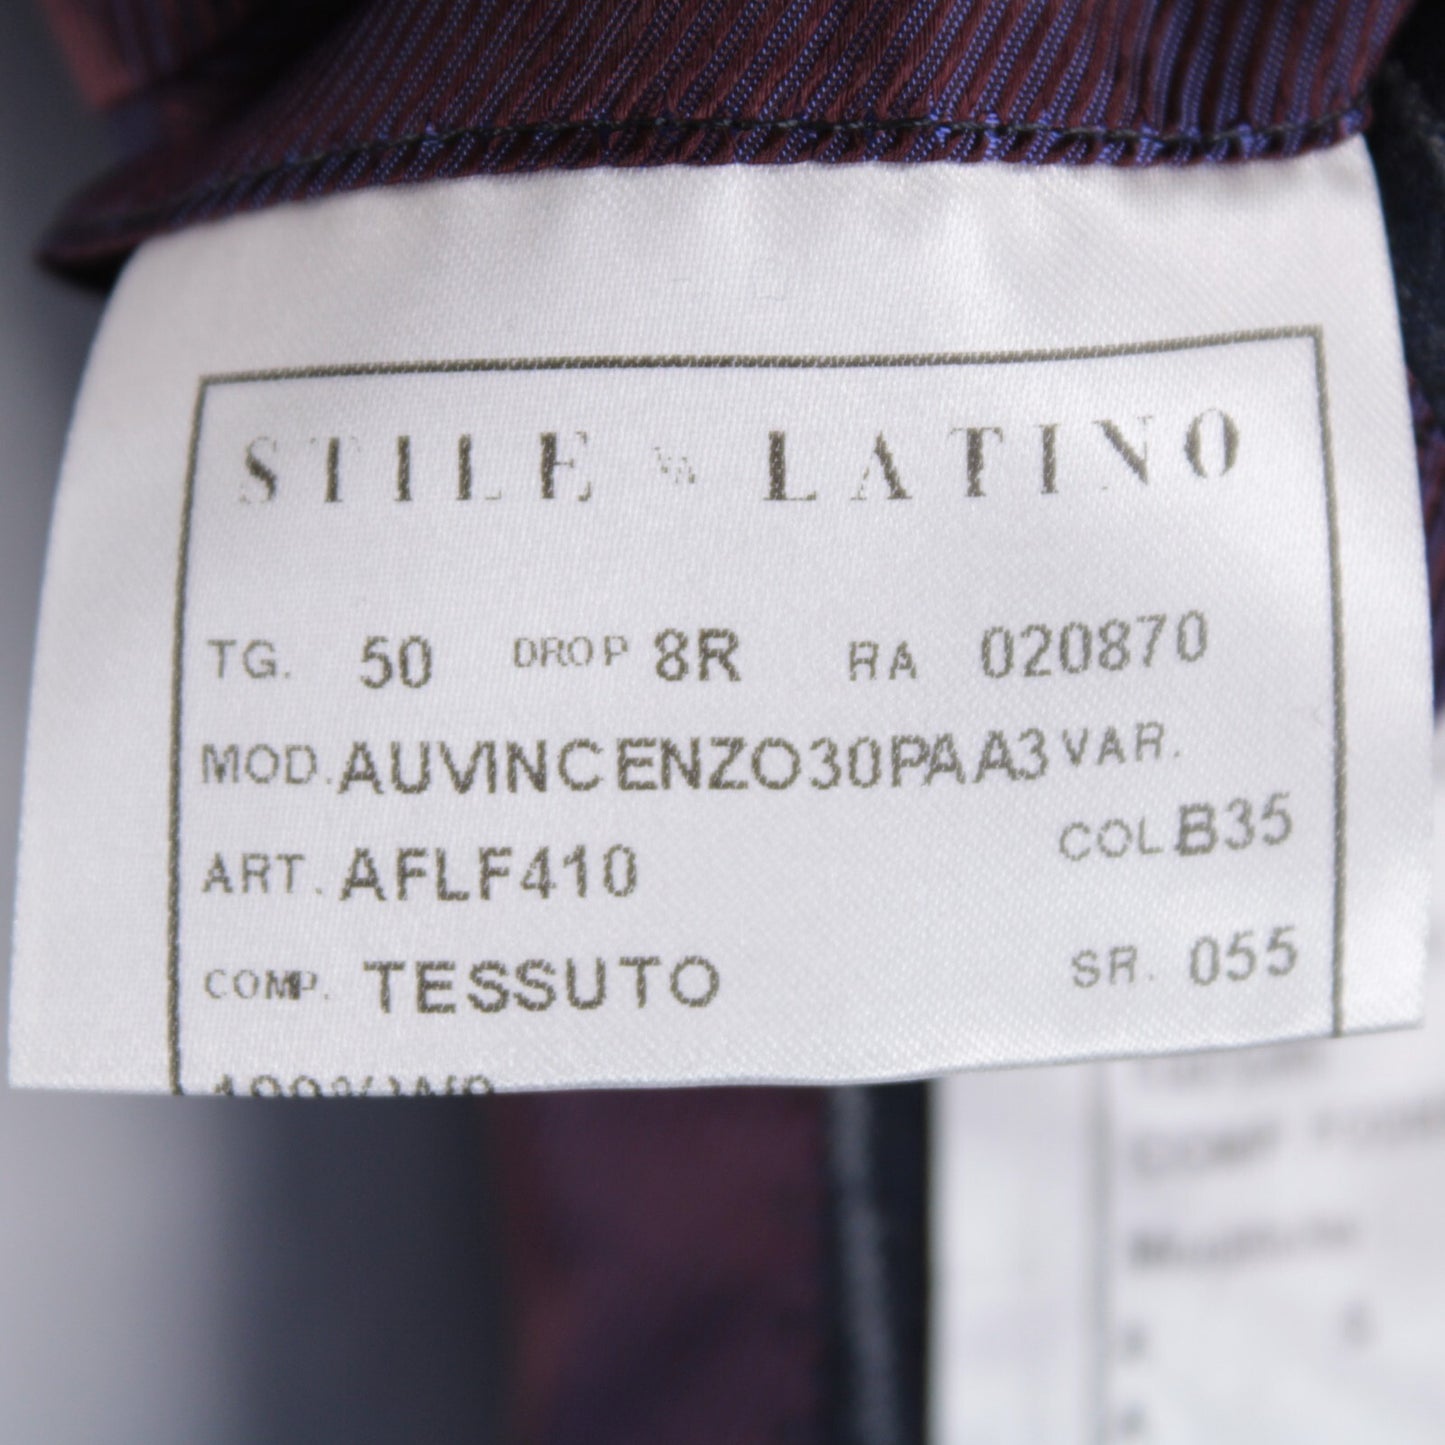 STILE LATINO
TG. 50 DROP 8R RA 020870
MOD. AUVINCENZO30PAA3 VAR.
ART. AFLF410 COL B35
COMP. TESSUTO SR. 055